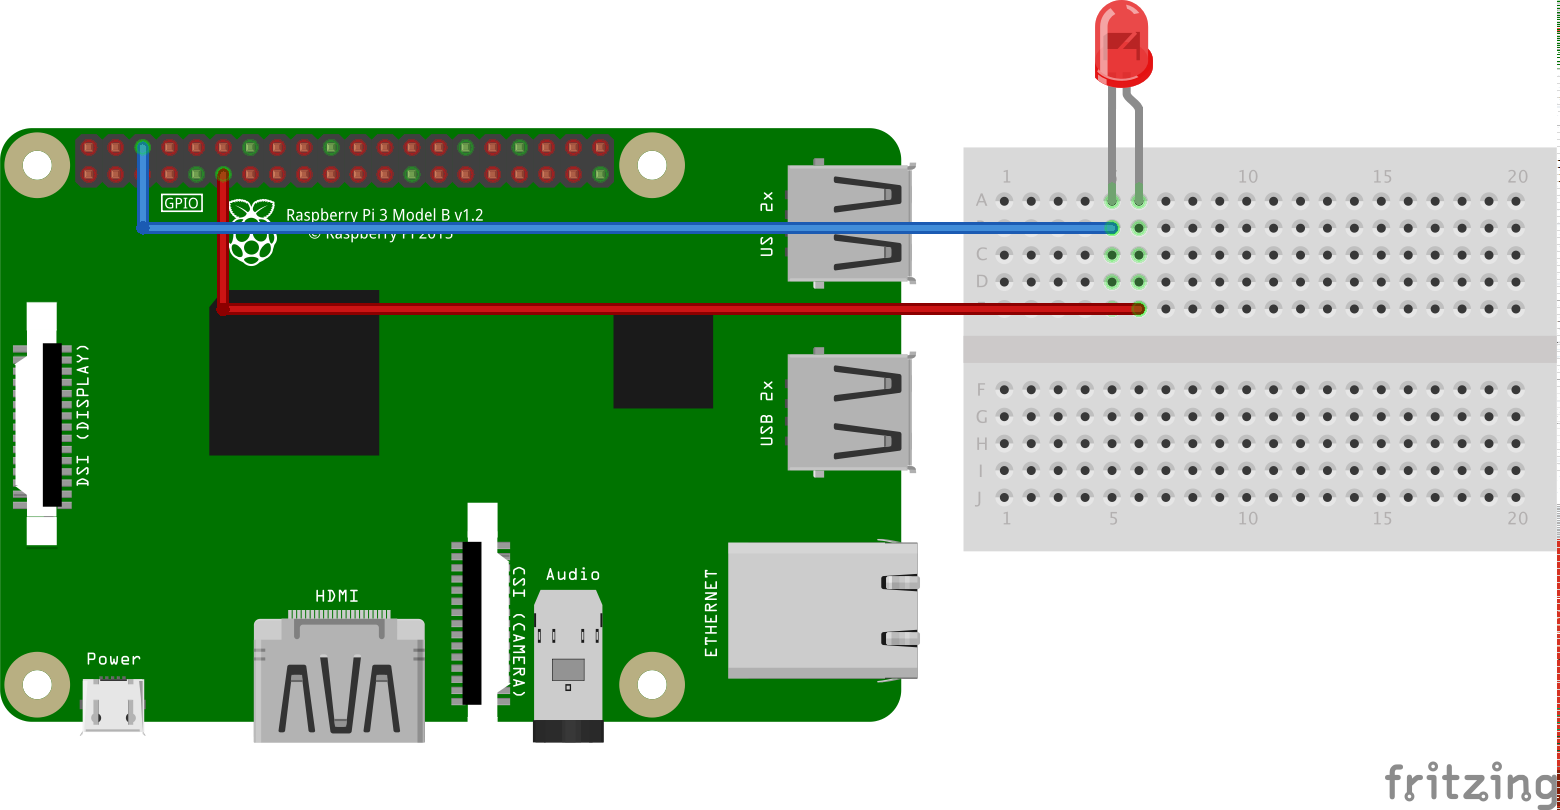 GPIO
Raspberry Pi 3 Model B v1.2
© Raspberry Pi 2015
USB 2x
USB 2x
DSI (DISPLAY)
CSI (CAMERA)
HDMI
Audio
ETHERNET
Power
1 10 15 20
A
C
D
F
G
H
I
J
1 5 10 15 20
fritzing